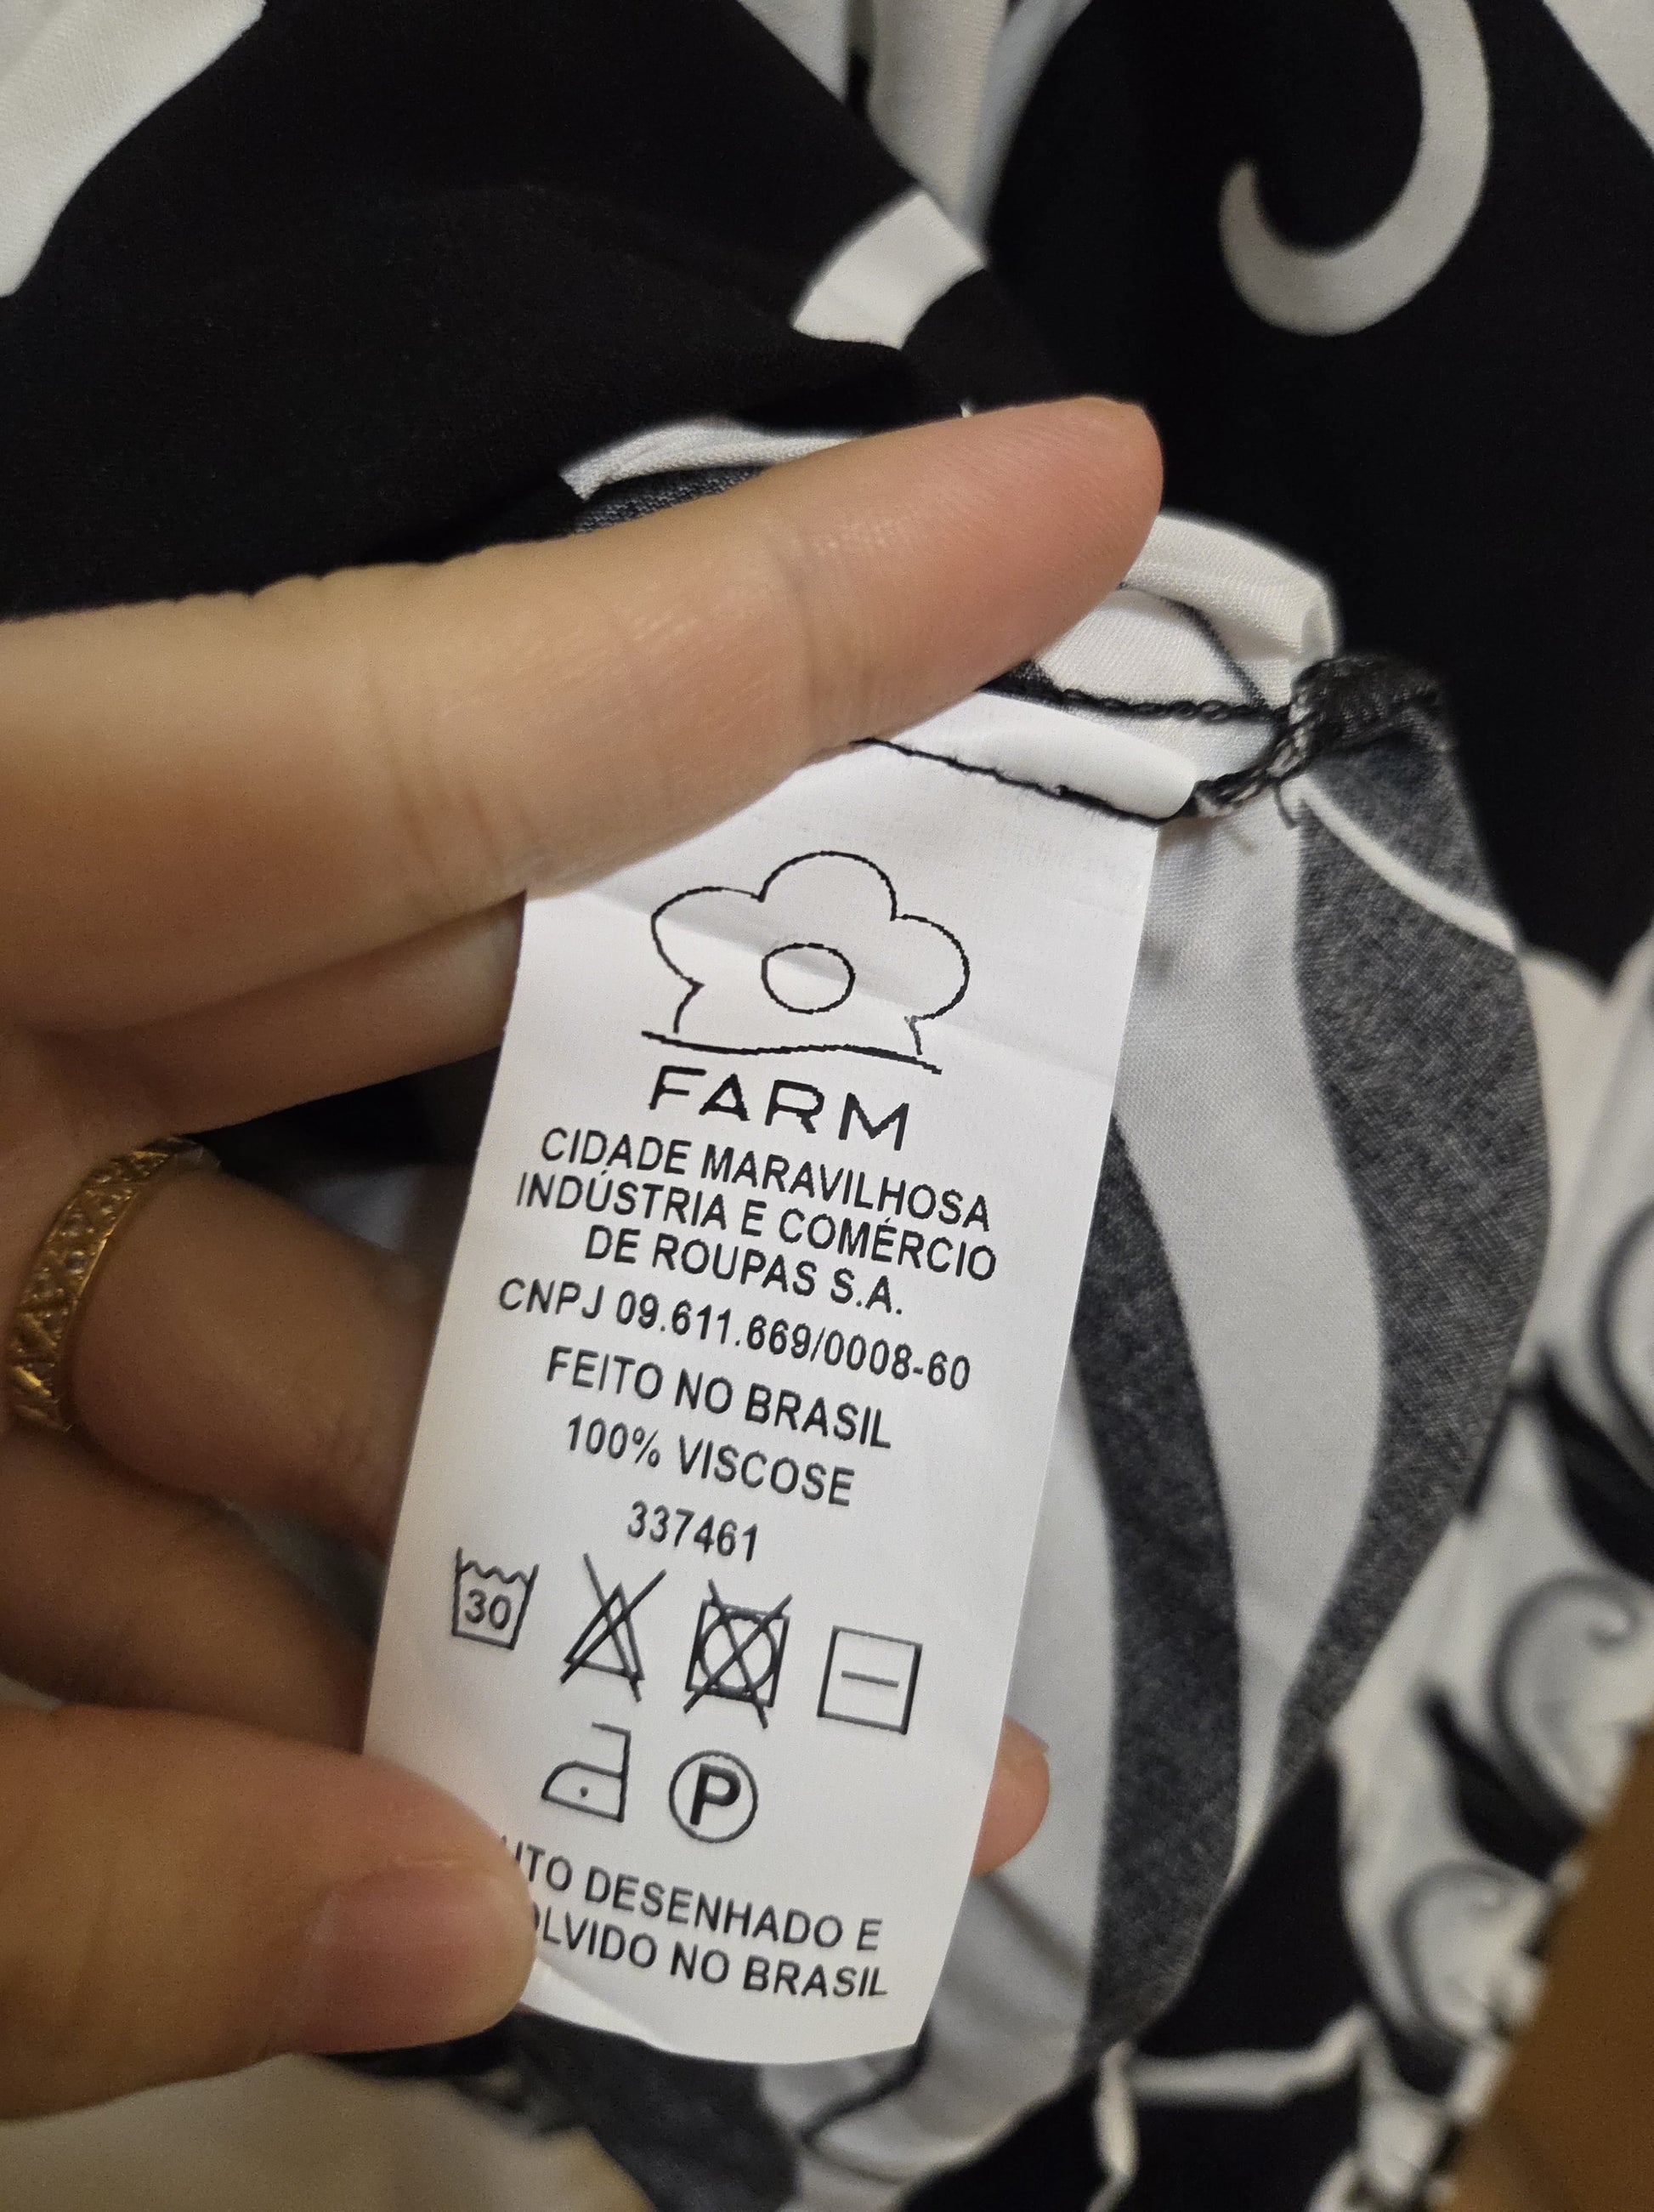 FARM
CIDADE MARAVILHOSA
INDÚSTRIA E COMÉRCIO
DE ROUPAS S.A.
CNPJ 09.611.669/0008-60
FEITO NO BRASIL
100% VISCOSE
337461
30
P
DESENHADO E
NO BRASIL